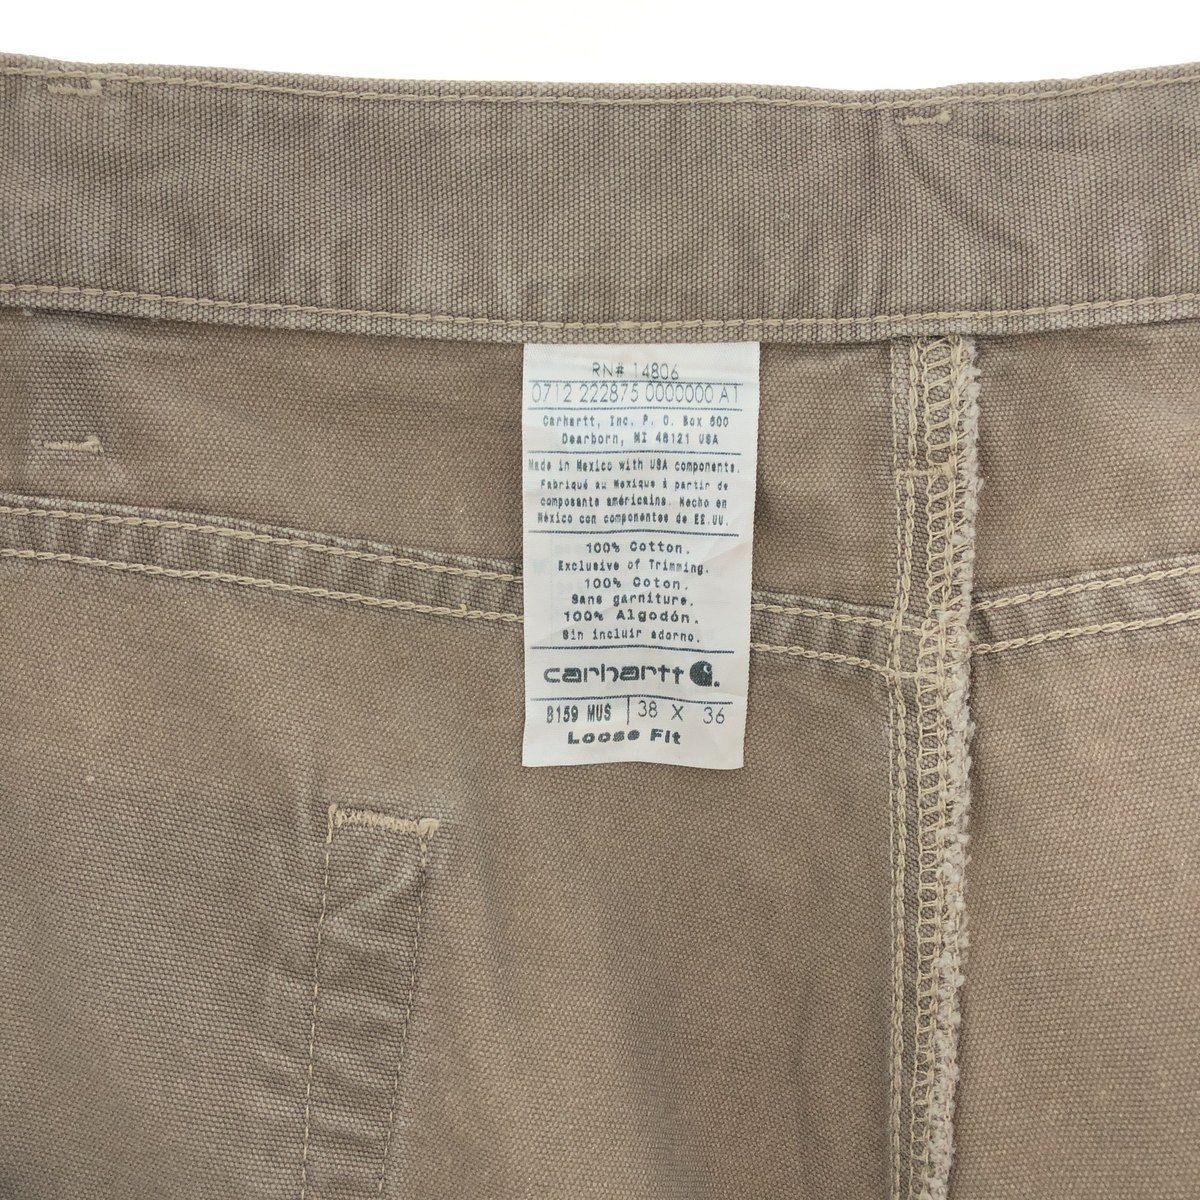 RN# 14806
0712 222875 0000000 A1
Carhartt, Inc. P. O. Box 600
Dearborn, MI 48121 USA
Made in Mexico with USA components.
Fabriqué au Mexique à partir de
composants américains. Hecho en
México con componentes de EE.UU.
100% Cotton.
Exclusive of Trimming.
100% Coton.
Sans garniture.
100% Algodón.
Sin incluir adorno.
carhartt
B159 MUS | 38 X 36
Loose Fit